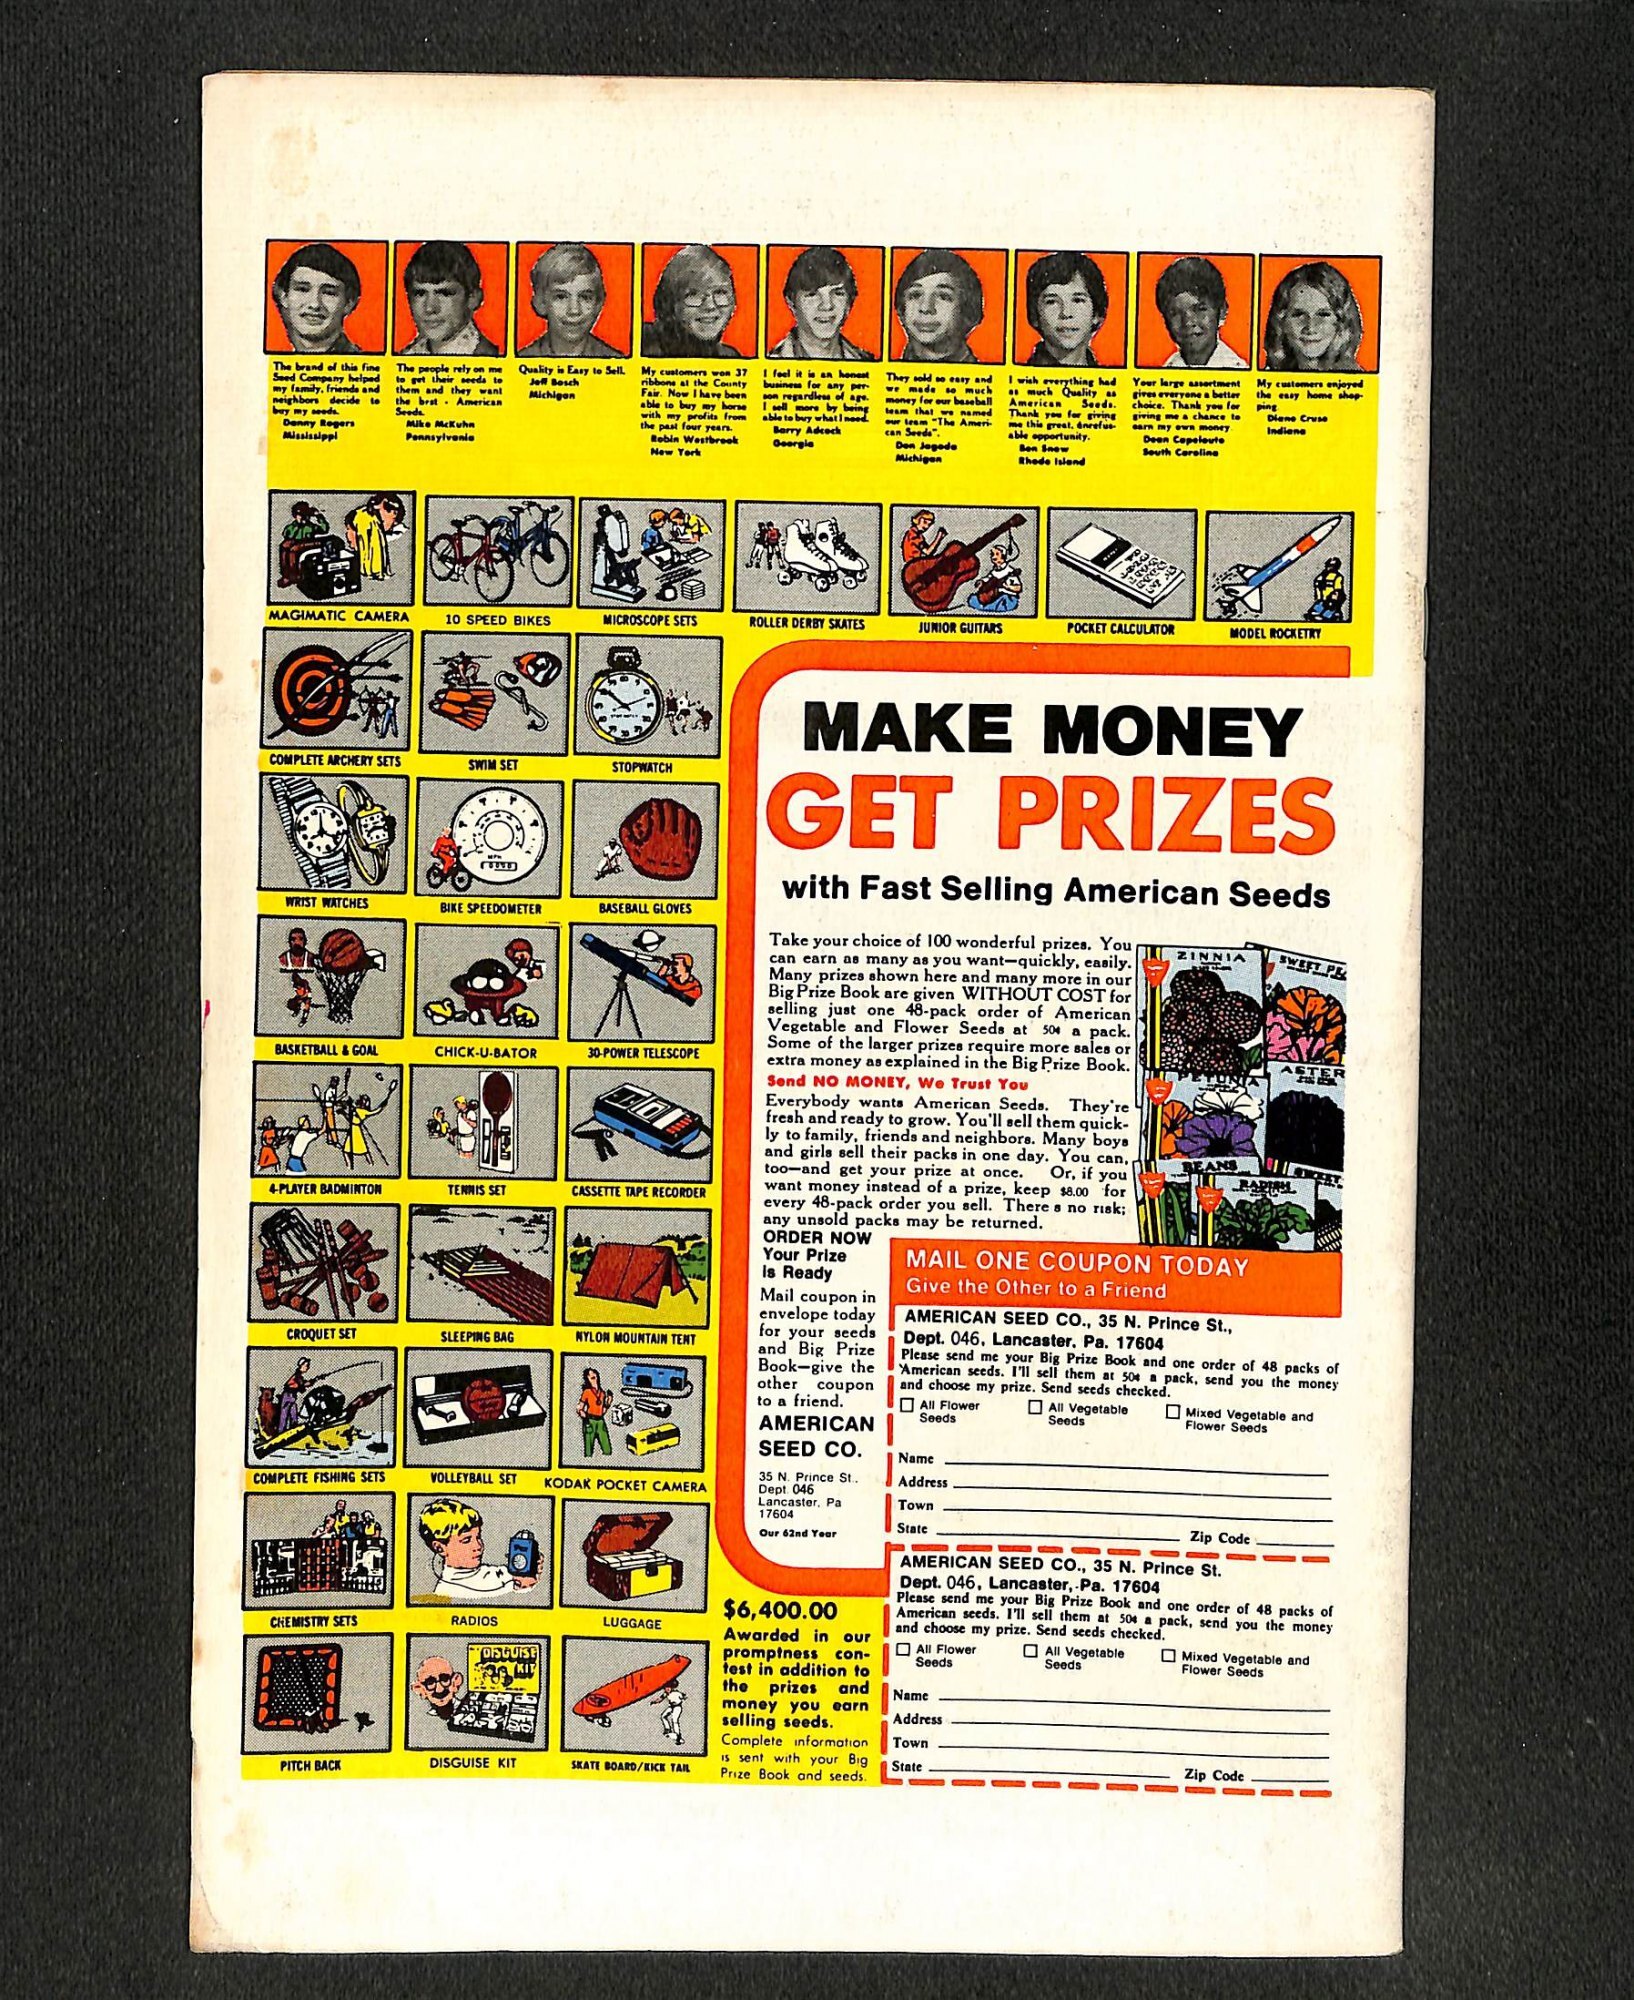 The brand of this fine
Seed Company helped
my family, friends and
neighbors decide to
buy my seeds.
Danny Rogers
Mississippi
The people rely on me
to get their seeds to
them and they want
the best - American
Seeds.
Mike McKuhn
Pennsylvania
Quality is Easy to Sell.
Jeff Bosch
Michigan
My customers won 37
ribbons at the County
Fair. Now I have been
able to buy my horse
with my profits from
the past four years.
Robin Westbrook
New York
I feel it is an honest
business for any per-
son regardless of age.
I sell more by being
able to buy what I need.
Barry Adcock
Georgia
They sold so easy and
we made so much
money for our baseball
team that we named
our team "The Ameri-
can Seeds".
Don Jagoda
Michigan
I wish everything had
as much Quality as
American Seeds.
Thank you for giving
me this great, unrefus-
able opportunity.
Ben Snow
Rhode Island
Your large assortment
gives everyone a better
choice. Thank you for
giving me a chance to
earn my own money.
Dean Capelouto
South Carolina
My customers enjoyed
the easy home shop-
ping
Diane Cruse
Indiana
MAGIMATIC CAMERA
10 SPEED BIKES
MICROSCOPE SETS
ROLLER DERBY SKATES
JUNIOR GUITARS
POCKET CALCULATOR
MODEL ROCKETRY
COMPLETE ARCHERY SETS
SWIM SET
STOPWATCH
WRIST WATCHES
MPH
BIKE SPEEDOMETER
BASEBALL GLOVES
BASKETBALL & GOAL
CHICK-U-BATOR
30-POWER TELESCOPE
4-PLAYER BADMINTON
TENNIS SET
CASSETTE TAPE RECORDER
CROQUET SET
SLEEPING BAG
NYLON MOUNTAIN TENT
COMPLETE FISHING SETS
VOLLEYBALL SET
KODAK POCKET CAMERA
CHEMISTRY SETS
RADIOS
LUGGAGE
PITCH BACK
DISGUISE
KIT
DISGUISE KIT
SKATE BOARD/KICK TAIL
MAKE MONEY
GET PRIZES
with Fast Selling American Seeds
Take your choice of 100 wonderful prizes. You
can earn as many as you want—quickly, easily.
Many prizes shown here and many more in our
Big Prize Book are given WITHOUT COST for
selling just one 48-pack order of American
Vegetable and Flower Seeds at 50¢ a pack.
Some of the larger prizes require more sales or
extra money as explained in the Big Prize Book.
Send NO MONEY, We Trust You
Everybody wants American Seeds. They're
fresh and ready to grow. You'll sell them quick-
ly to family, friends and neighbors. Many boys
and girls sell their packs in one day. You can,
too—and get your prize at once. Or, if you
want money instead of a prize, keep $8.00 for
every 48-pack order you sell. There s no risk;
any unsold packs may be returned.
ZINNIA
SWEET PE
PETUNIA
ASTER
BEANS
RADISH
SWEET
ORDER NOW
Your Prize
is Ready
Mail coupon in
envelope today
for your seeds
and Big Prize
Book—give the
other coupon
to a friend.
AMERICAN
SEED CO.
35 N. Prince St.,
Dept. 046
Lancaster, Pa
17604
Our 62nd Year
MAIL ONE COUPON TODAY
Give the Other to a Friend
AMERICAN SEED CO., 35 N. Prince St.,
Dept. 046, Lancaster, Pa. 17604
Please send me your Big Prize Book and one order of 48 packs of
American seeds. I'll sell them at 50¢ a pack, send you the money
and choose my prize. Send seeds checked.
All Flower
Seeds
All Vegetable
Seeds
Mixed Vegetable and
Flower Seeds
Name
Address
Town
State Zip Code
AMERICAN SEED CO., 35 N. Prince St.
Dept. 046, Lancaster, Pa. 17604
Please send me your Big Prize Book and one order of 48 packs of
American seeds. I'll sell them at 50¢ a pack, send you the money
and choose my prize. Send seeds checked.
All Flower
Seeds
All Vegetable
Seeds
Mixed Vegetable and
Flower Seeds
Name
Address
Town
State Zip Code
$6,400.00
Awarded in our
promptness con-
test in addition to
the prizes and
money you earn
selling seeds.
Complete information
is sent with your Big
Prize Book and seeds.